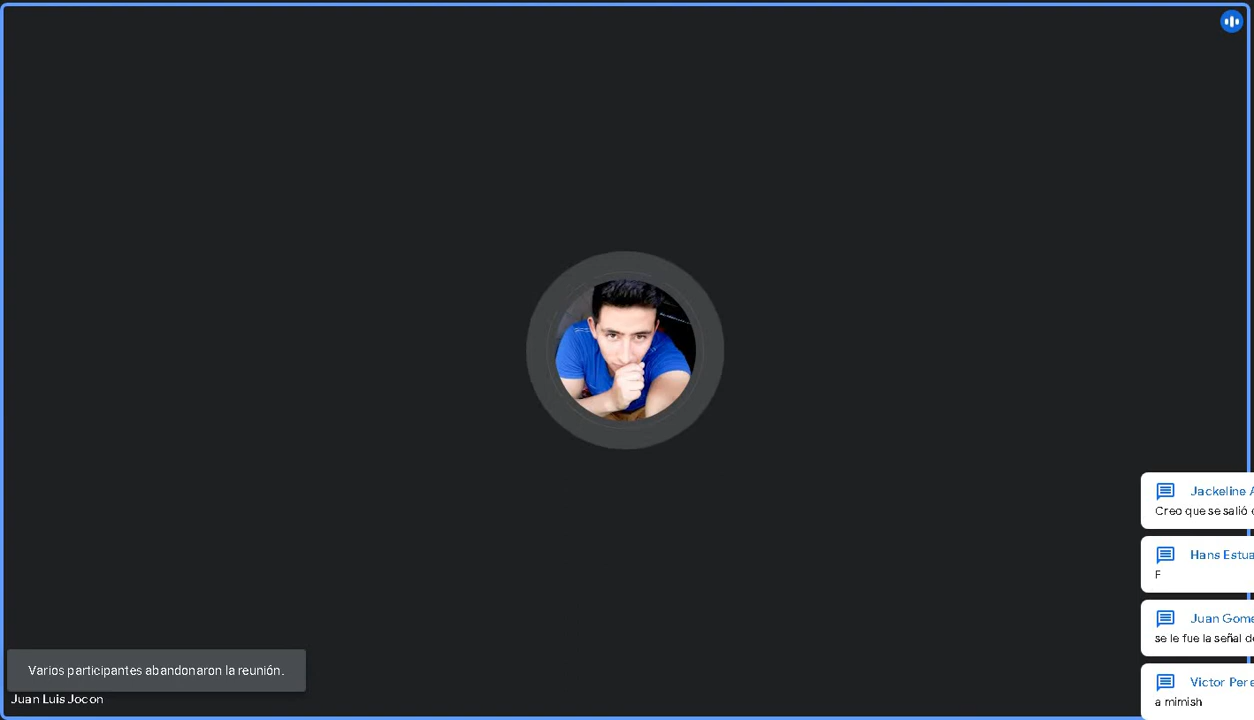 Jackeline A
Creo que se salió
Hans Estua
F
Juan Gome
se le fue la señal de
Victor Pere
a mimish
Varios participantes abandonaron la reunión.
Juan Luis Jocon